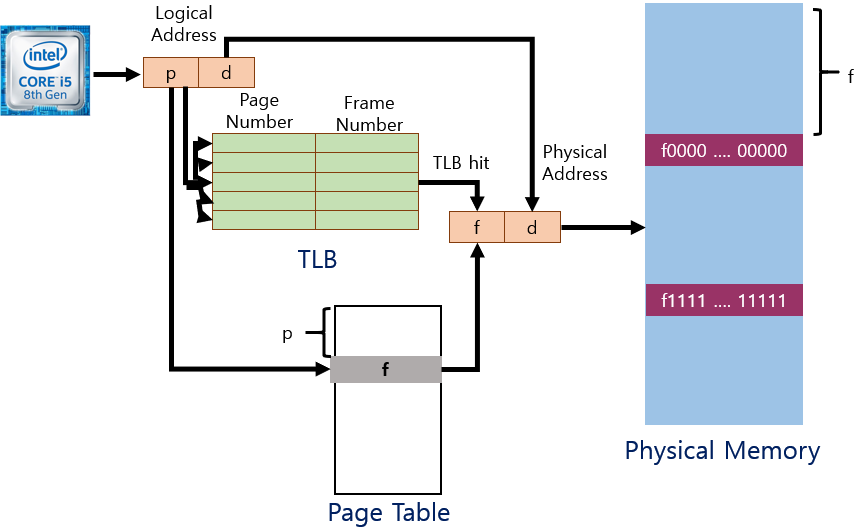 Logical
Address
intel
CORE i5
8th Gen
p
d
Page
Number
Frame
Number
TLB hit
Physical
Address
f
d
TLB
p
f
Page Table
f
f0000 .... 00000
f1111 .... 11111
Physical Memory